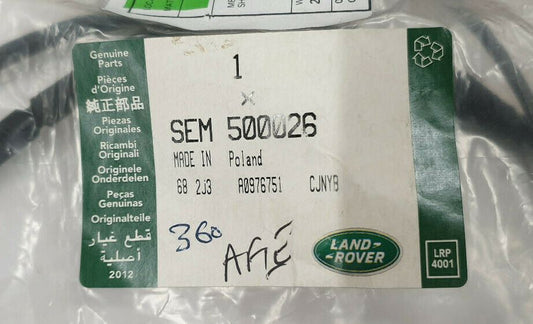 Genuine
Parts
Pièces
d'Origine
純正部品
Piezas
Originales
Ricambi
Originali
Originele
Onderdelen
Peças
Genuinas
Originalteile
قطع غيار
أصلية
2012
1
SEM 500026
MADE IN Poland
68 2J3 A0976751 CJNYB
360
LAND-
-ROVER
LRP
4001